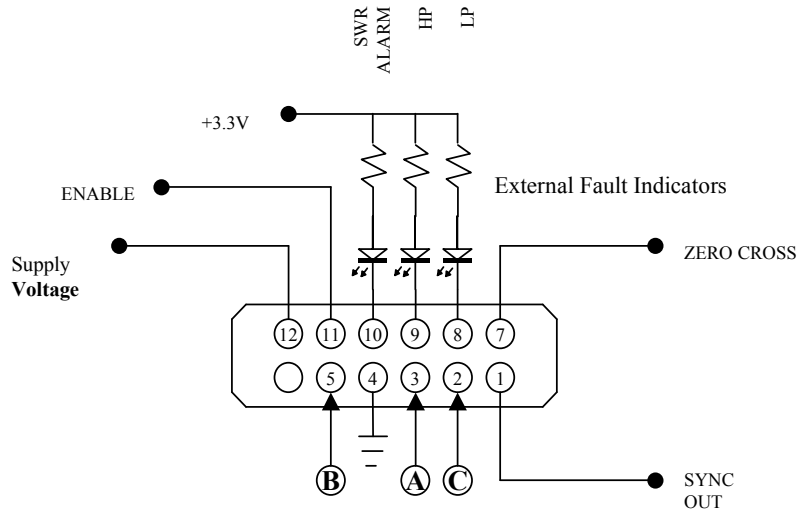 SWR
ALARM
HP
LP
+3.3V
ENABLE
External Fault Indicators
Supply
Voltage
ZERO CROSS
12 11 10 9 8 7
5 4 3 2 1
B A C
SYNC
OUT